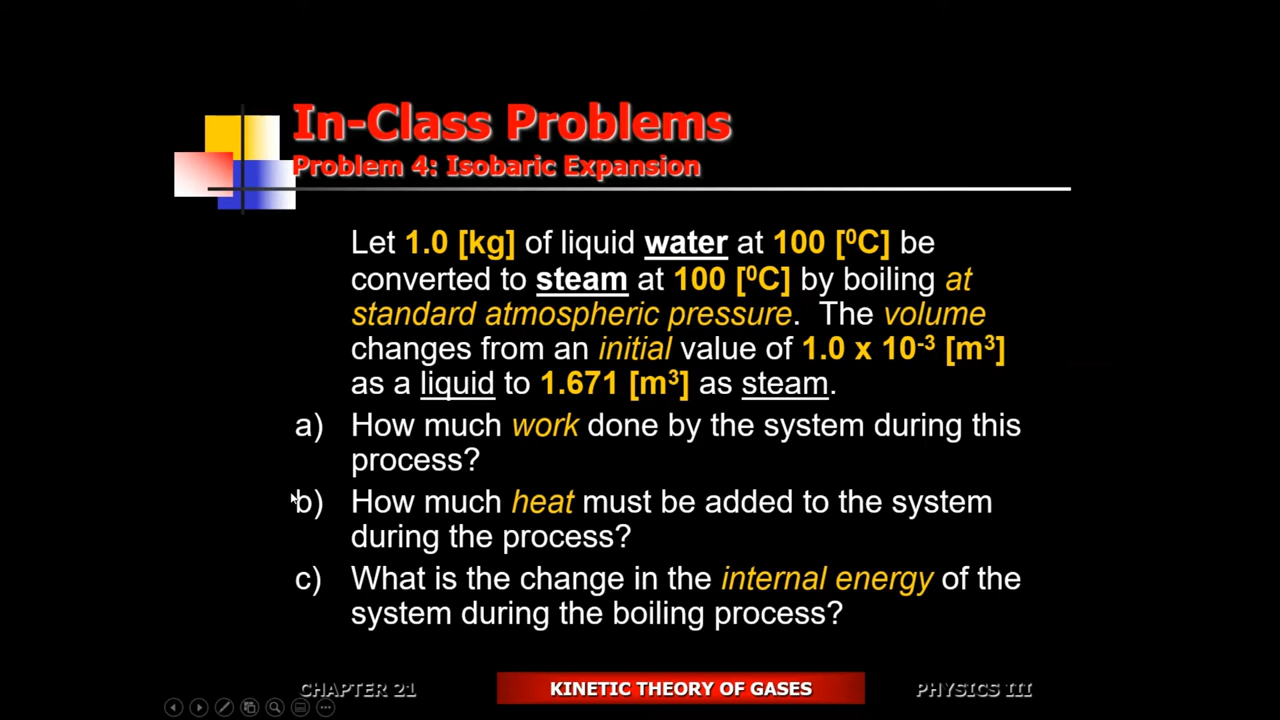 In-Class Problems
Problem 4: Isobaric Expansion
Let 1.0 [kg] of liquid water at 100 [⁰C] be
converted to steam at 100 [⁰C] by boiling at
standard atmospheric pressure. The volume
changes from an initial value of 1.0 x 10⁻³ [m³]
as a liquid to 1.671 [m³] as steam.
a) How much work done by the system during this
process?
b) How much heat must be added to the system
during the process?
c) What is the change in the internal energy of the
system during the boiling process?
CHAPTER 21 KINETIC THEORY OF GASES PHYSICS III